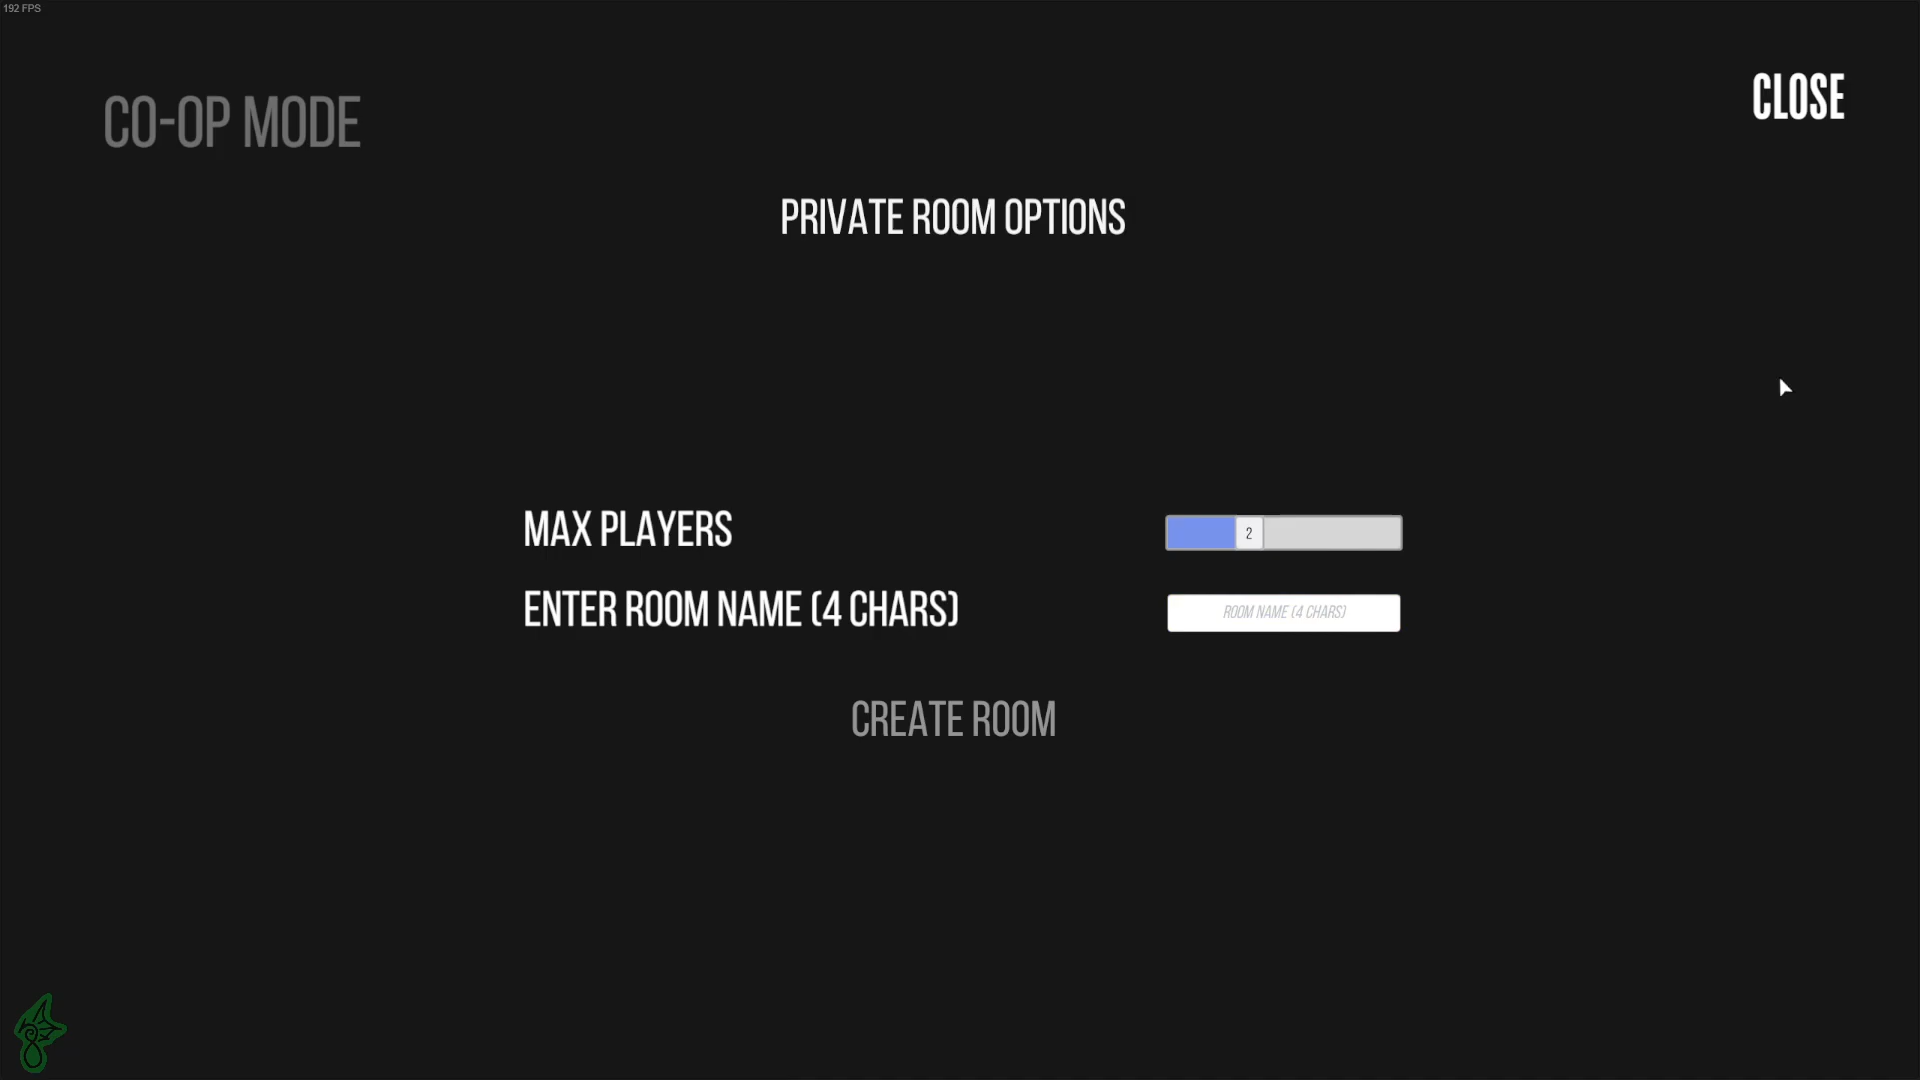 192 FPS
CO-OP MODE
CLOSE
PRIVATE ROOM OPTIONS
MAX PLAYERS
2
ENTER ROOM NAME (4 CHARS)
ROOM NAME (4 CHARS)
CREATE ROOM